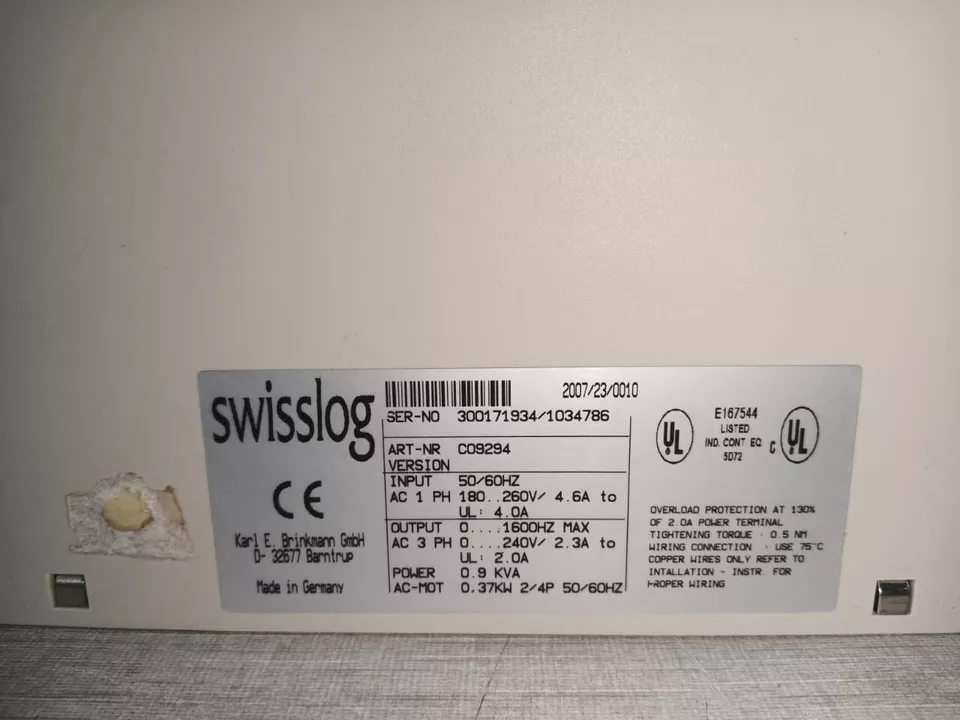 swisslog
CE
Karl E. Brinkmann GmbH
D- 32677 Barntrup
Made in Germany
2007/23/0010
SER-NO 300171934/1034786
ART-NR C09294
VERSION
INPUT 50/60HZ
AC 1 PH 180..260V/ 4.6A to
UL: 4.0A
OUTPUT 0....1600HZ MAX
AC 3 PH 0....240V/ 2.3A to
UL: 2.0A
POWER 0.9 KVA
AC-MOT 0,37KW 2/4P 50/60HZ
UL
E167544
LISTED
IND. CONT EQ.
5D72
C UL
OVERLOAD PROTECTION AT 130%
OF 2.0A POWER TERMINAL
TIGHTENING TORQUE : 0.5 NM
WIRING CONNECTION : USE 75°C
COPPER WIRES ONLY REFER TO
INTALLATION - INSTR. FOR
PROPER WIRING